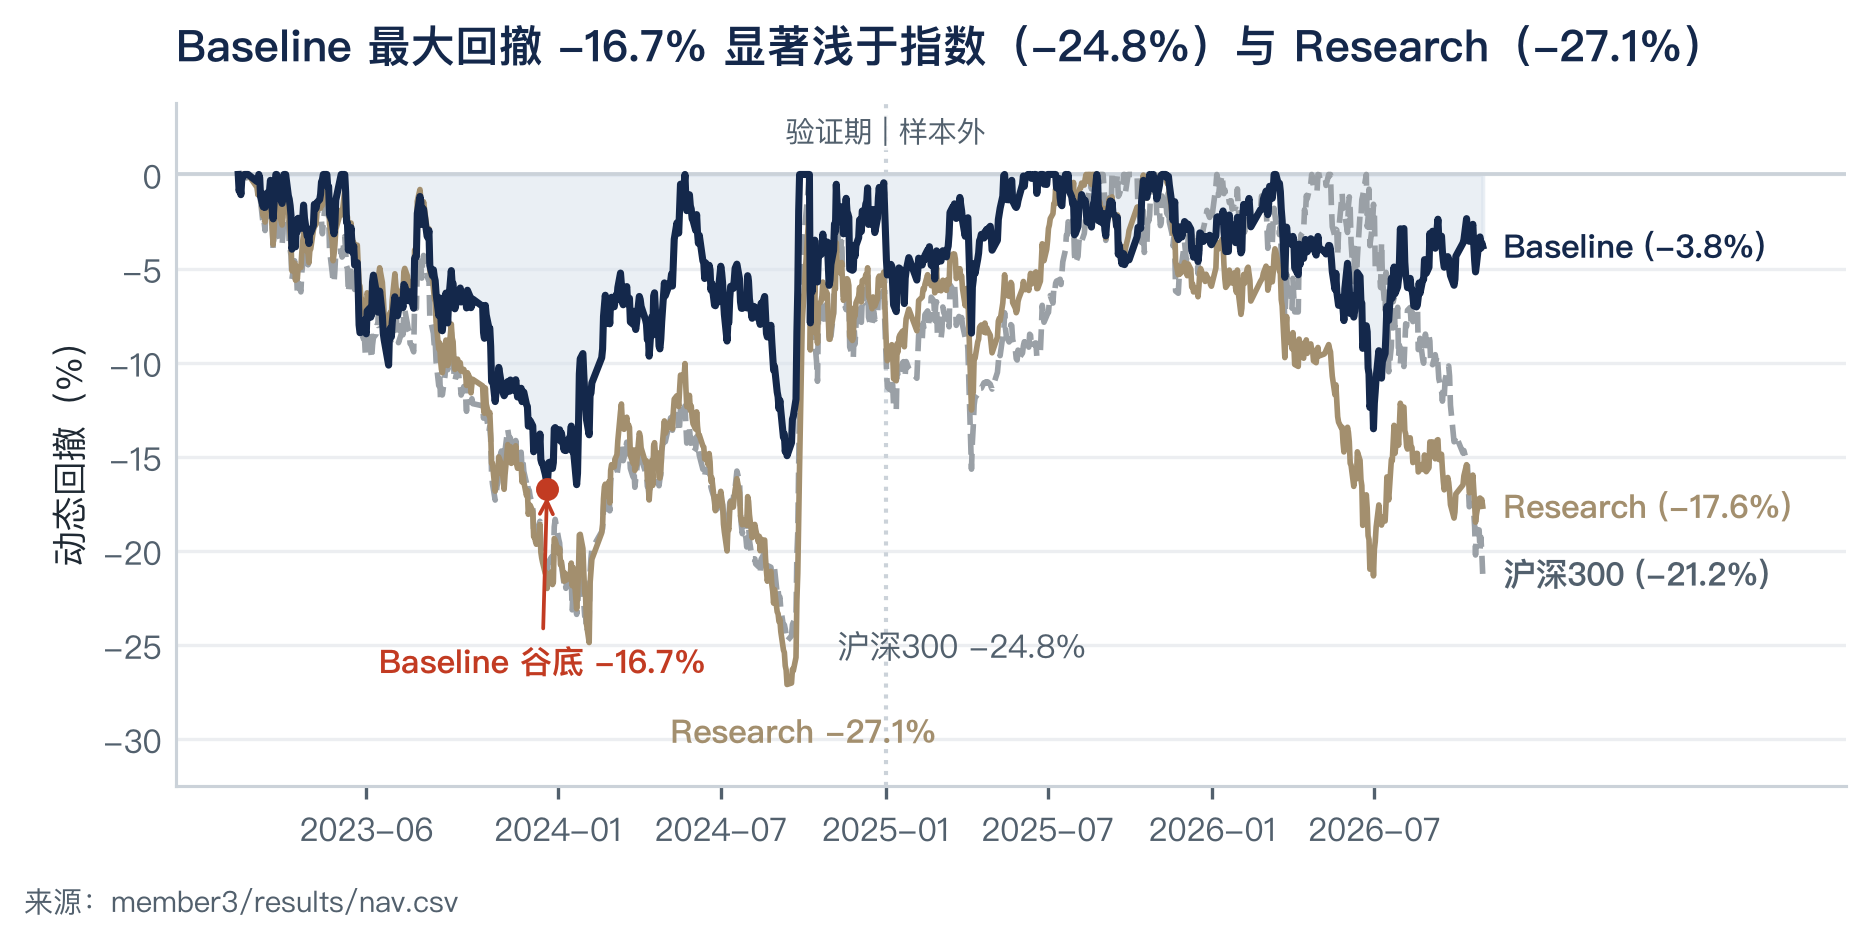 Baseline 最大回撤 −16.7% 显著浅于指数（−24.8%）与 Research（−27.1%）
验证期 | 样本外
动态回撤（%）
0
−5
−10
−15
−20
−25
−30
Baseline (−3.8%)
Research (−17.6%)
沪深300 (−21.2%)
沪深300 −24.8%
Baseline 谷底 −16.7%
Research −27.1%
2023−06
2024−01
2024−07
2025−01
2025−07
2026−01
2026−07
来源：member3/results/nav.csv